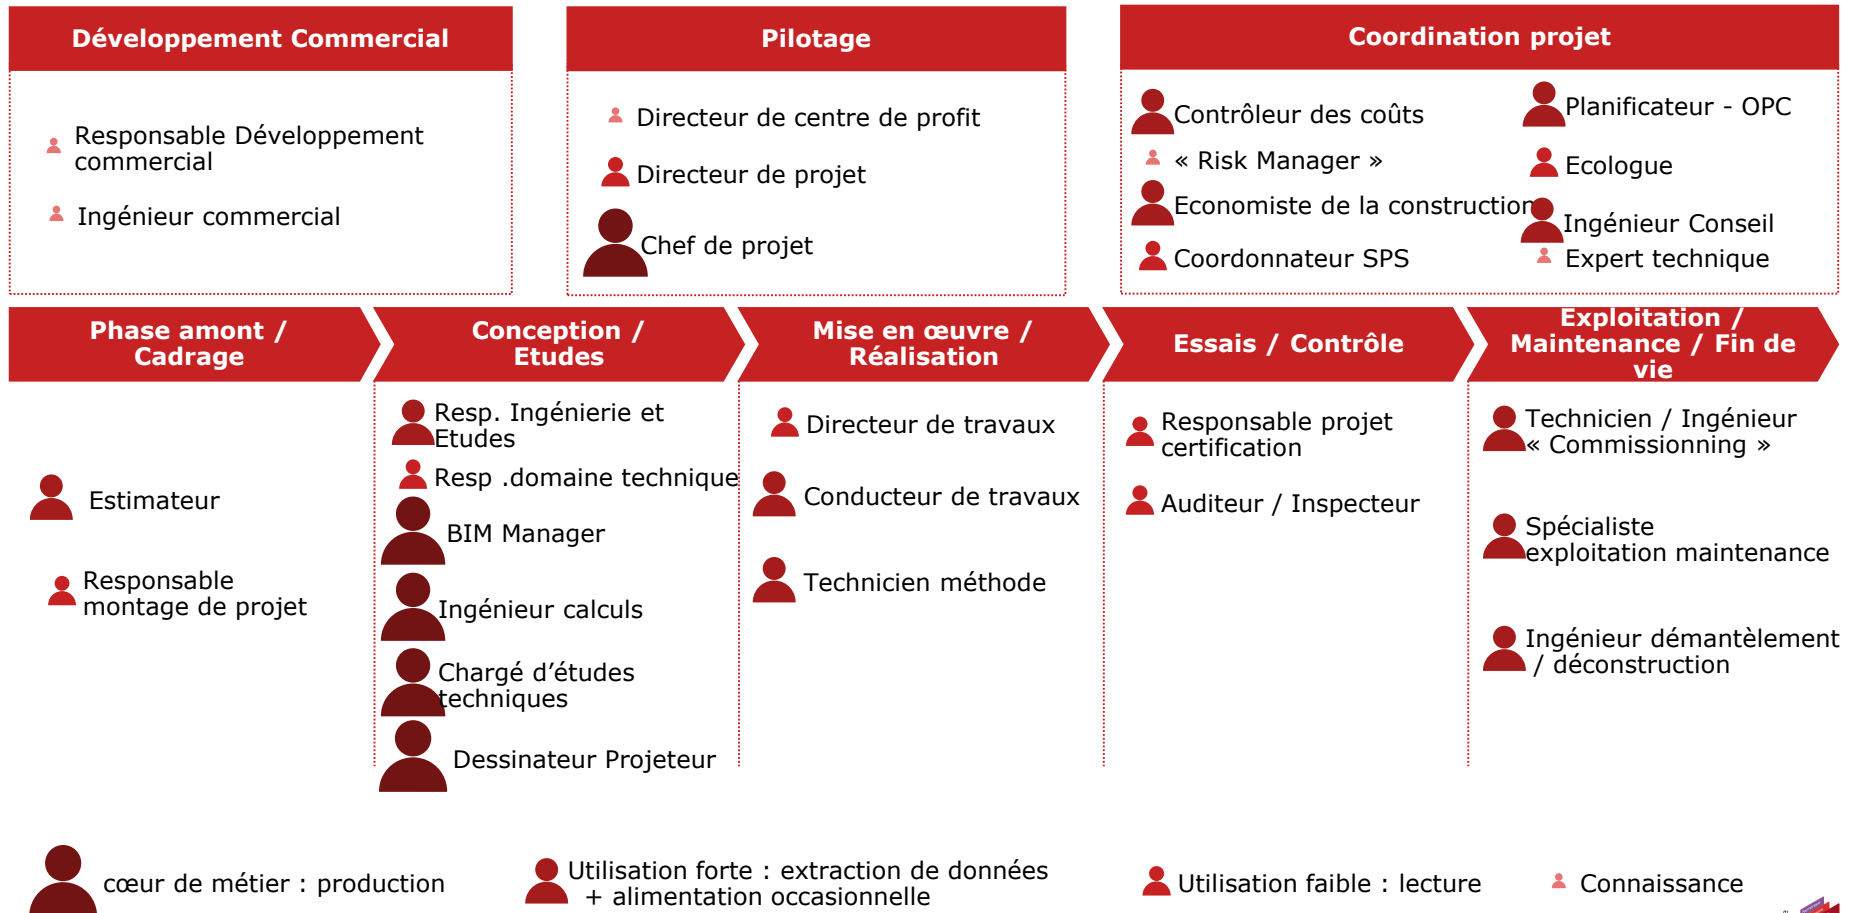 Développement Commercial
Responsable Développement
commercial
Ingénieur commercial
Pilotage
Directeur de centre de profit
Directeur de projet
Chef de projet
Coordination projet
Contrôleur des coûts
« Risk Manager »
Economiste de la construction
Coordonnateur SPS
Planificateur - OPC
Ecologue
Ingénieur Conseil
Expert technique
Phase amont /
Cadrage
Estimateur
Responsable
montage de projet
Conception /
Etudes
Resp. Ingénierie et
Etudes
Resp .domaine technique
BIM Manager
Ingénieur calculs
Chargé d’études
techniques
Dessinateur Projeteur
Mise en œuvre /
Réalisation
Directeur de travaux
Conducteur de travaux
Technicien méthode
Essais / Contrôle
Responsable projet
certification
Auditeur / Inspecteur
Exploitation /
Maintenance / Fin de
vie
Technicien / Ingénieur
« Commissionning »
Spécialiste
exploitation maintenance
Ingénieur démantèlement
/ déconstruction
cœur de métier : production
Utilisation forte : extraction de données
+ alimentation occasionnelle
Utilisation faible : lecture
Connaissance